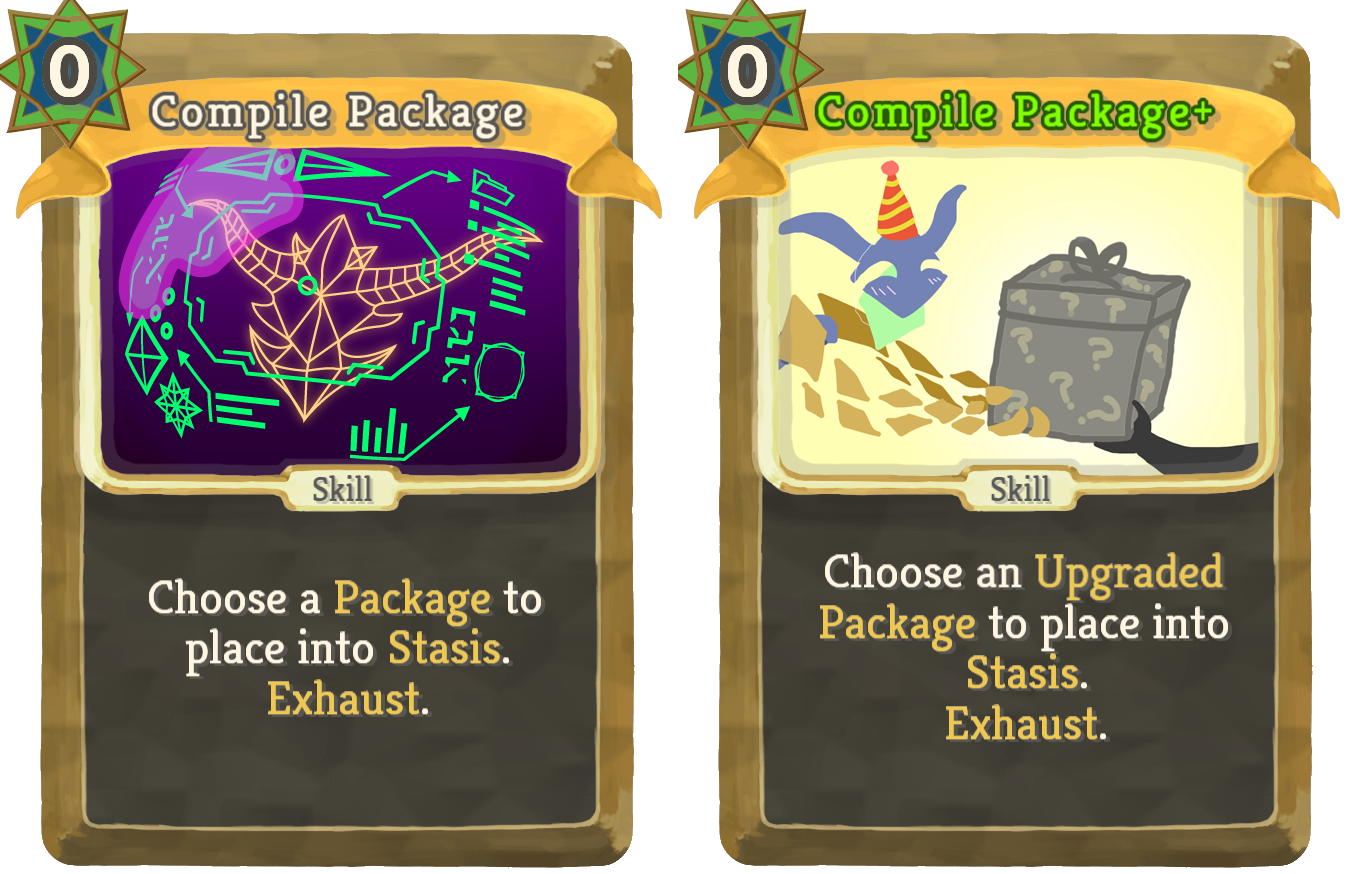 0
Compile Package
Skill
Choose a Package to
place into Stasis.
Exhaust.
0
Compile Package+
? ? ?
? ?
? ?
Skill
Choose an Upgraded
Package to place into
Stasis.
Exhaust.